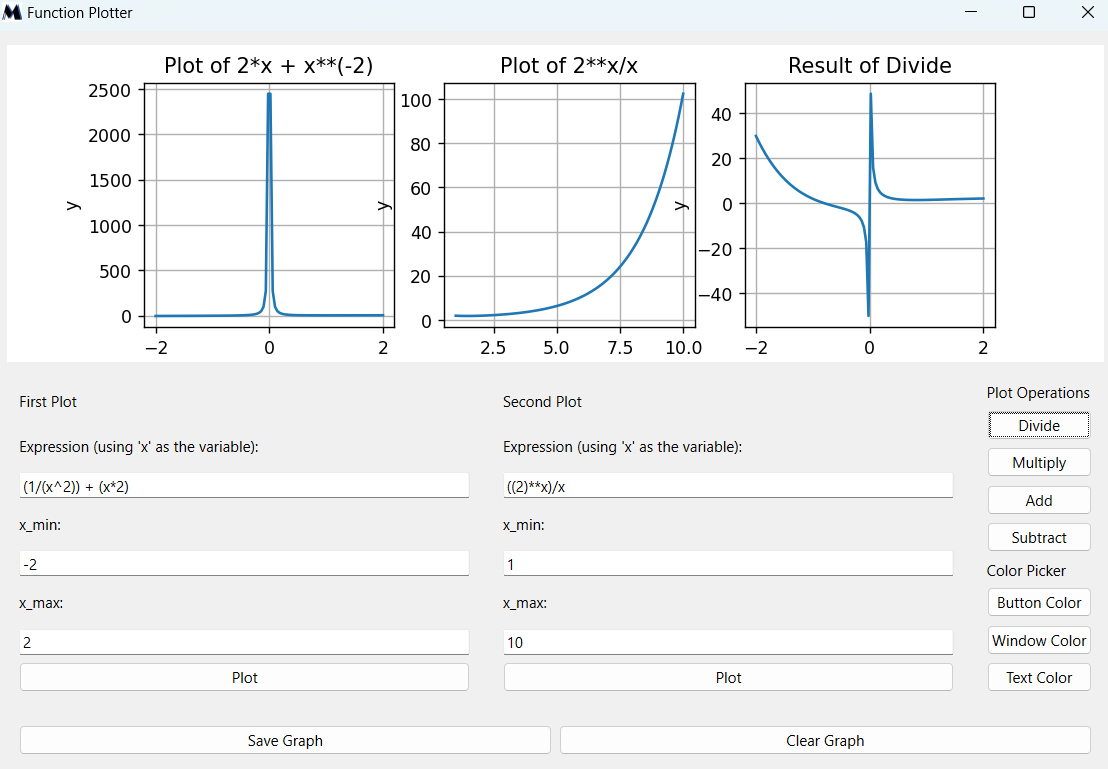 Function Plotter
Plot of 2*x + x**(-2)
2500
2000
1500
1000
500
0
y
−2 0 2
Plot of 2**x/x
100
80
60
40
20
0
y
2.5 5.0 7.5 10.0
Result of Divide
40
20
0
−20
−40
y
−2 0 2
First Plot
Expression (using 'x' as the variable):
(1/(x^2)) + (x*2)
x_min:
-2
x_max:
2
Plot
Second Plot
Expression (using 'x' as the variable):
((2)**x)/x
x_min:
1
x_max:
10
Plot
Plot Operations
Divide
Multiply
Add
Subtract
Color Picker
Button Color
Window Color
Text Color
Save Graph
Clear Graph